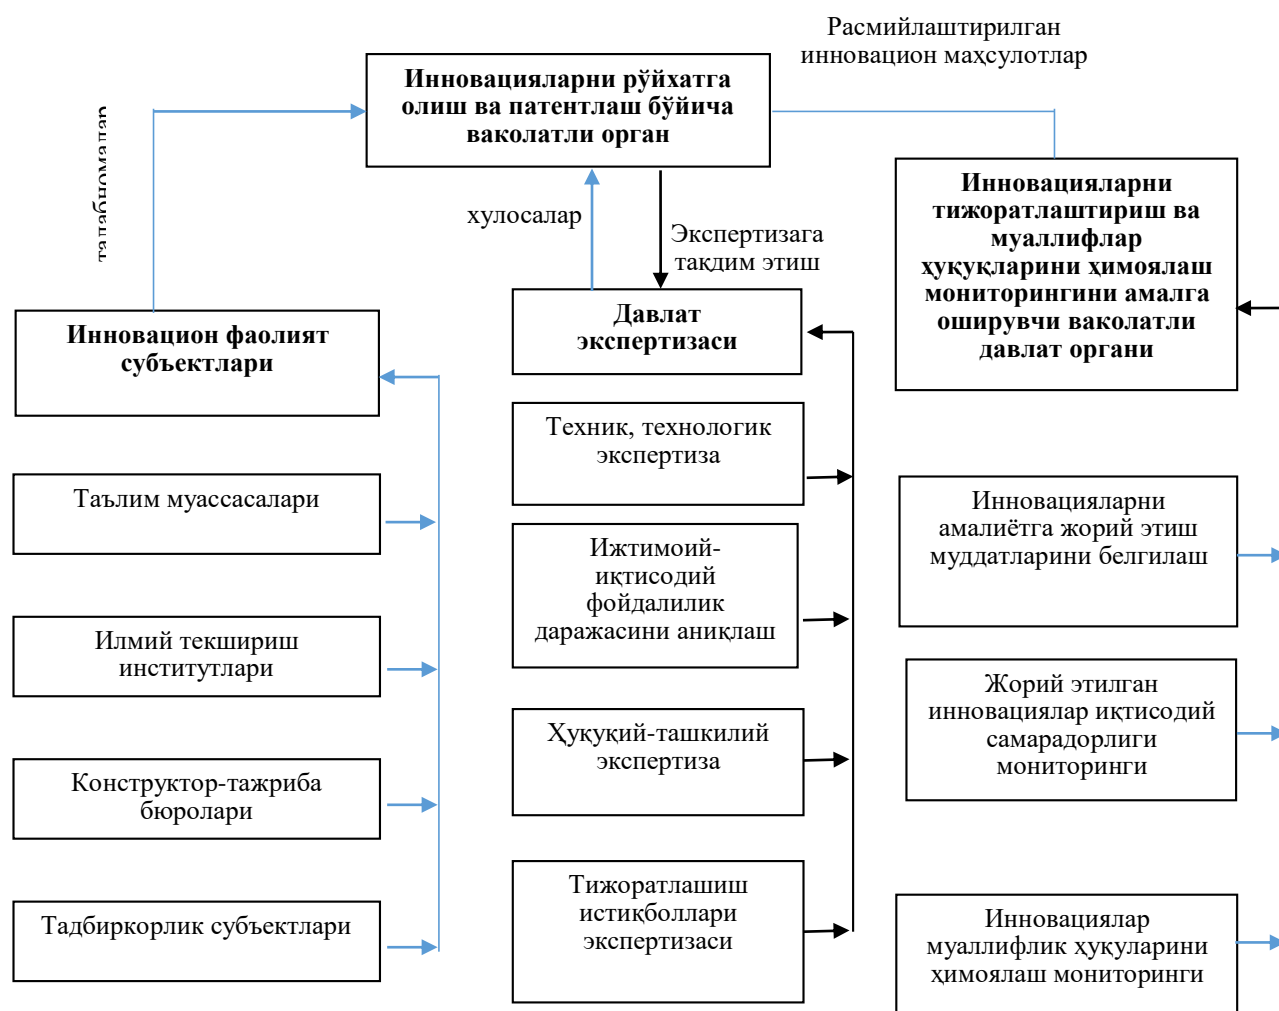 Расмийлаштирилган
инновацион маҳсулотлар
Инновацияларни рўйхатга
олиш ва патентлаш бўйича
ваколатли орган
талабномалар
хулосалар
Экспертизага
тақдим этиш
Инновацияларни
тижоратлаштириш ва
муаллифлар
ҳуқуқларини ҳимоялаш
мониторингини амалга
оширувчи ваколатли
давлат органи
Инновацион фаолият
субъектлари
Давлат
экспертизаси
Таълим муассасалари
Илмий текшириш
институтлари
Конструктор-тажриба
бюролари
Тадбиркорлик субъектлари
Техник, технологик
экспертиза
Ижтимоий-
иқтисодий
фойдалилик
даражасини аниқлаш
Ҳуқуқий-ташкилий
экспертиза
Тижоратлашиш
истиқболлари
экспертизаси
Инновацияларни
амалиётга жорий этиш
муддатларини белгилаш
Жорий этилган
инновациялар иқтисодий
самарадорлиги
мониторинги
Инновациялар
муаллифлик ҳуқуларини
ҳимоялаш мониторинги